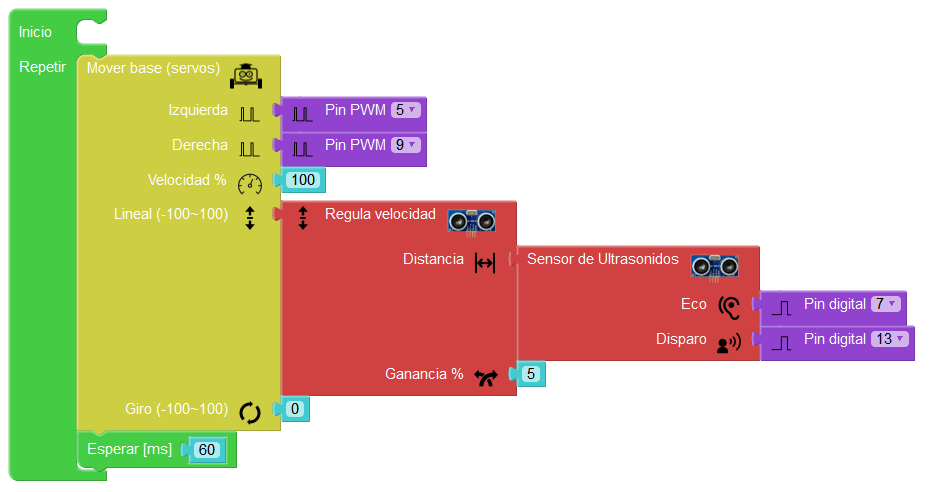 Inicio
Repetir
Mover base (servos)
Izquierda Pin PWM 5
Derecha Pin PWM 9
Velocidad % 100
Lineal (-100~100) Regula velocidad
Distancia Sensor de Ultrasonidos
Eco Pin digital 7
Disparo Pin digital 13
Ganancia % 5
Giro (-100~100) 0
Esperar [ms] 60